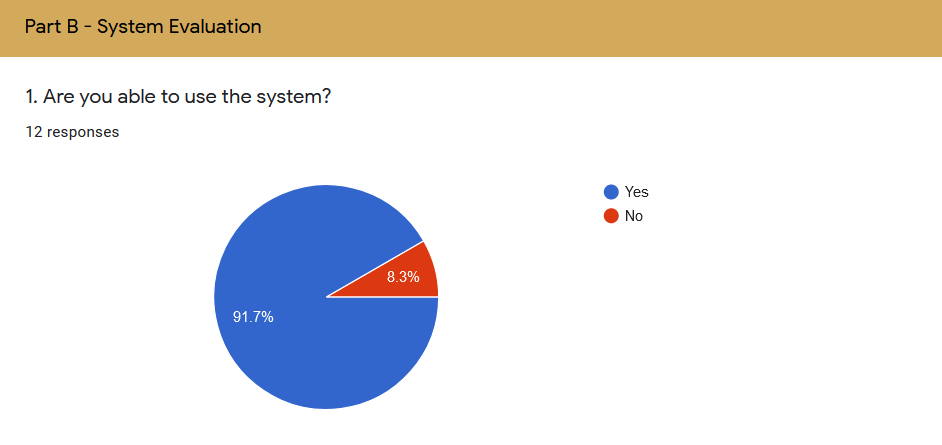 Part B - System Evaluation
1. Are you able to use the system?
12 responses
Yes
No
8.3%
91.7%